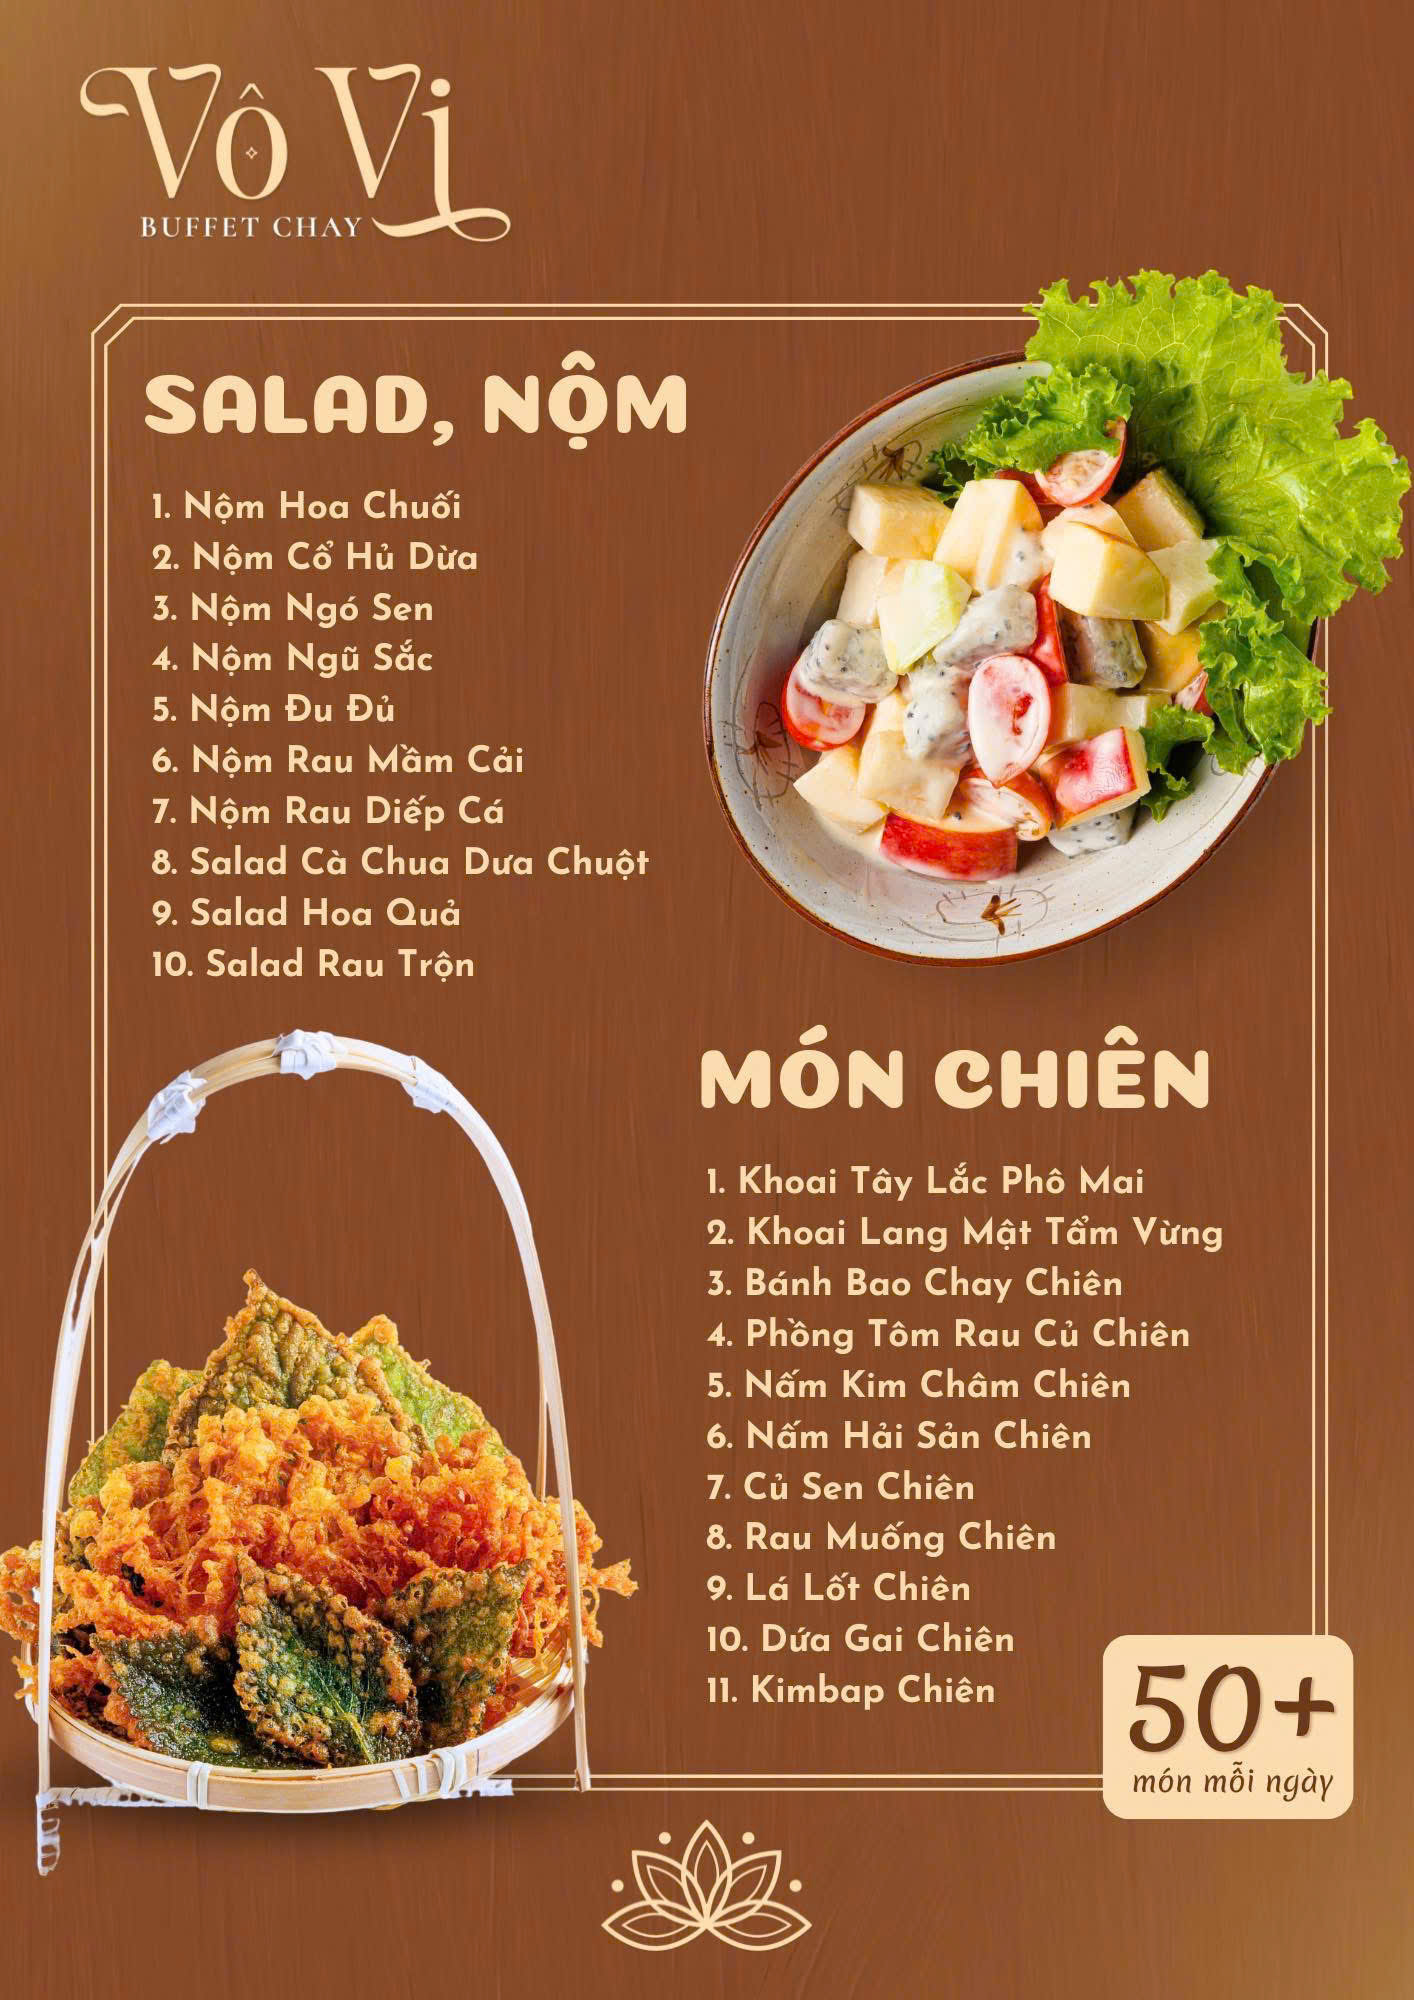 Vô Vị
BUFFET CHAY
SALAD, NỘM
1. Nộm Hoa Chuối
2. Nộm Cổ Hủ Dừa
3. Nộm Ngó Sen
4. Nộm Ngũ Sắc
5. Nộm Đu Đủ
6. Nộm Rau Mầm Cải
7. Nộm Rau Diếp Cá
8. Salad Cà Chua Dưa Chuột
9. Salad Hoa Quả
10. Salad Rau Trộn
MÓN CHIÊN
1. Khoai Tây Lắc Phô Mai
2. Khoai Lang Mật Tẩm Vừng
3. Bánh Bao Chay Chiên
4. Phồng Tôm Rau Củ Chiên
5. Nấm Kim Châm Chiên
6. Nấm Hải Sản Chiên
7. Củ Sen Chiên
8. Rau Muống Chiên
9. Lá Lốt Chiên
10. Dứa Gai Chiên
11. Kimbap Chiên
50+
món mỗi ngày